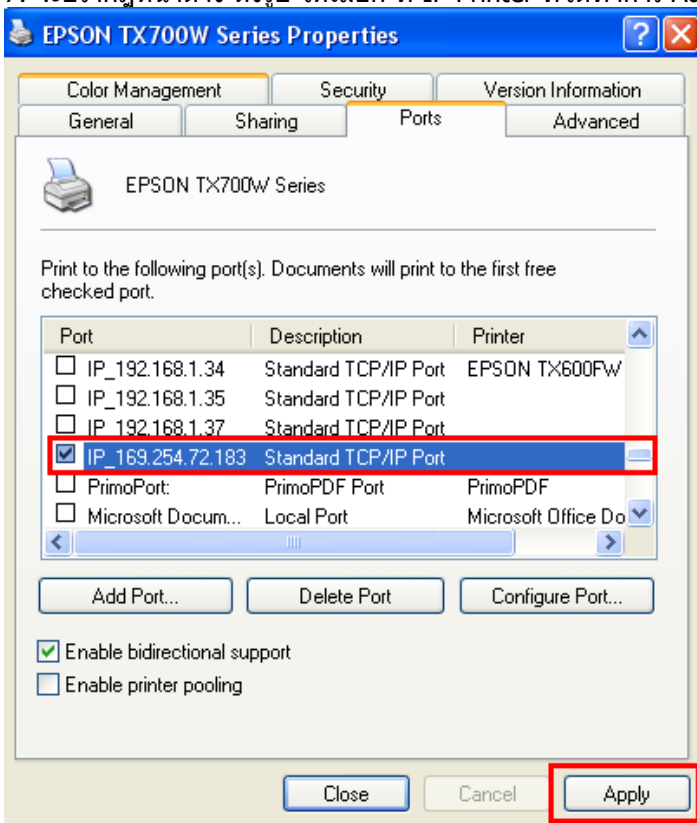 EPSON TX700W Series Properties
Color Management Security Version Information
General Sharing Ports Advanced
EPSON TX700W Series
Print to the following port(s). Documents will print to the first free
checked port.
Port Description Printer
IP_192.168.1.34 Standard TCP/IP Port EPSON TX600FW
IP_192.168.1.35 Standard TCP/IP Port
IP_192.168.1.37 Standard TCP/IP Port
IP_169.254.72.183 Standard TCP/IP Port
PrimoPort: PrimoPDF Port PrimoPDF
Microsoft Docum... Local Port Microsoft Office Do
Add Port... Delete Port Configure Port...
Enable bidirectional support
Enable printer pooling
Close Cancel Apply